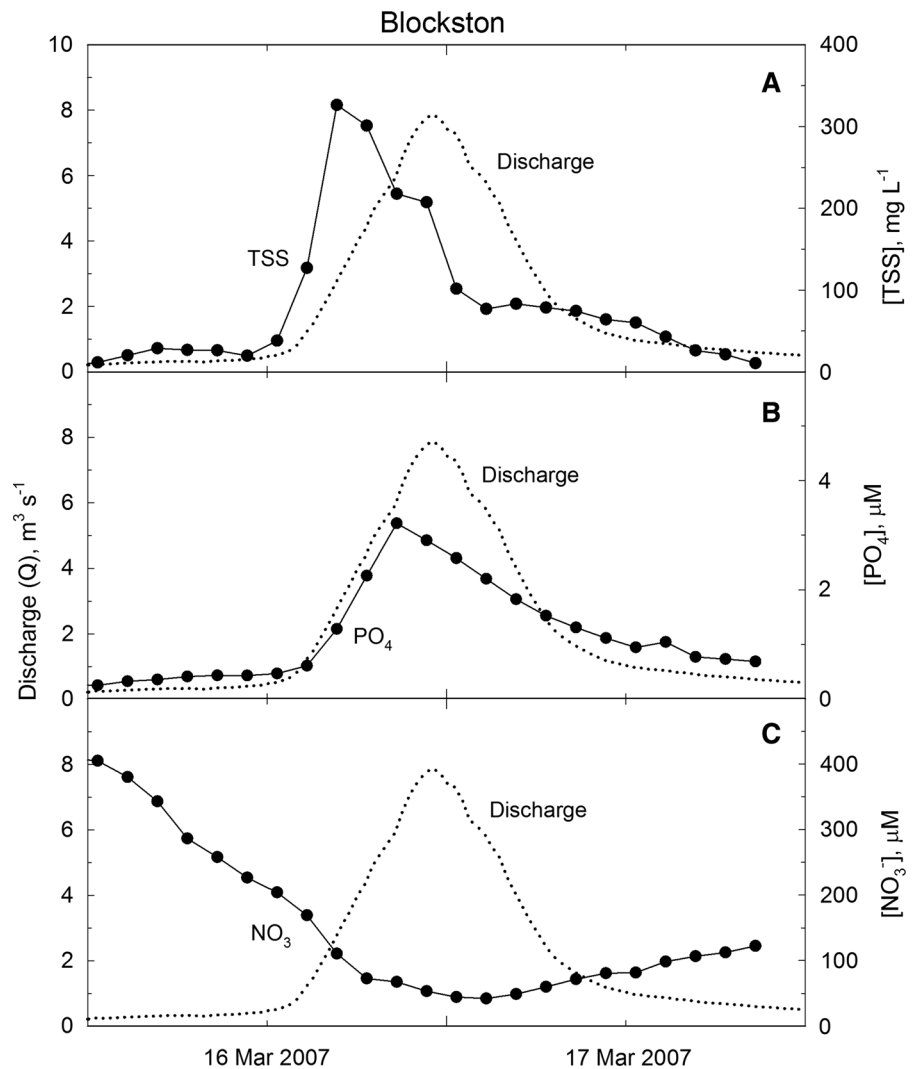 Blockston
10
8
6
4
2
0
400
300
200
100
0
A
Discharge
TSS
[TSS], mg L⁻¹
8
6
4
2
0
4
2
0
B
Discharge
PO₄
Discharge (Q), m³ s⁻¹
[PO₄], μM
8
6
4
2
0
400
300
200
100
0
C
Discharge
NO₃
[NO₃⁻], μM
16 Mar 2007
17 Mar 2007